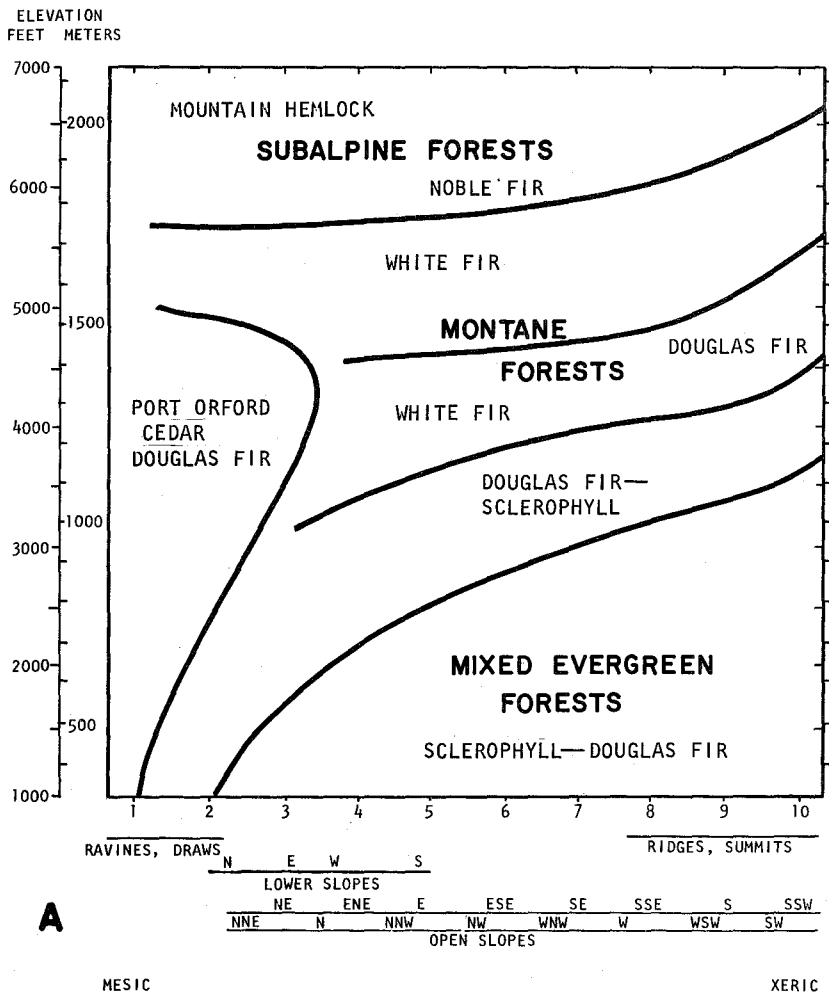 ELEVATION
FEET METERS
7000
MOUNTAIN HEMLOCK
2000
SUBALPINE FORESTS
6000
NOBLE FIR
WHITE FIR
5000
1500
MONTANE
DOUGLAS FIR
FORESTS
PORT ORFORD
WHITE FIR
4000
CEDAR
DOUGLAS FIR
DOUGLAS FIR—
SCLEROPHYLL
1000
3000
2000
MIXED EVERGREEN
FORESTS
500
SCLEROPHYLL—DOUGLAS FIR
1000
1 2 3 4 5 6 7 8 9 10
RAVINES, DRAWS
RIDGES, SUMMITS
N E W S
LOWER SLOPES
NE ENE E ESE SE SSE S SSW
A
NNE N NNW NW WNW W WSW SW
OPEN SLOPES
MESIC XERIC